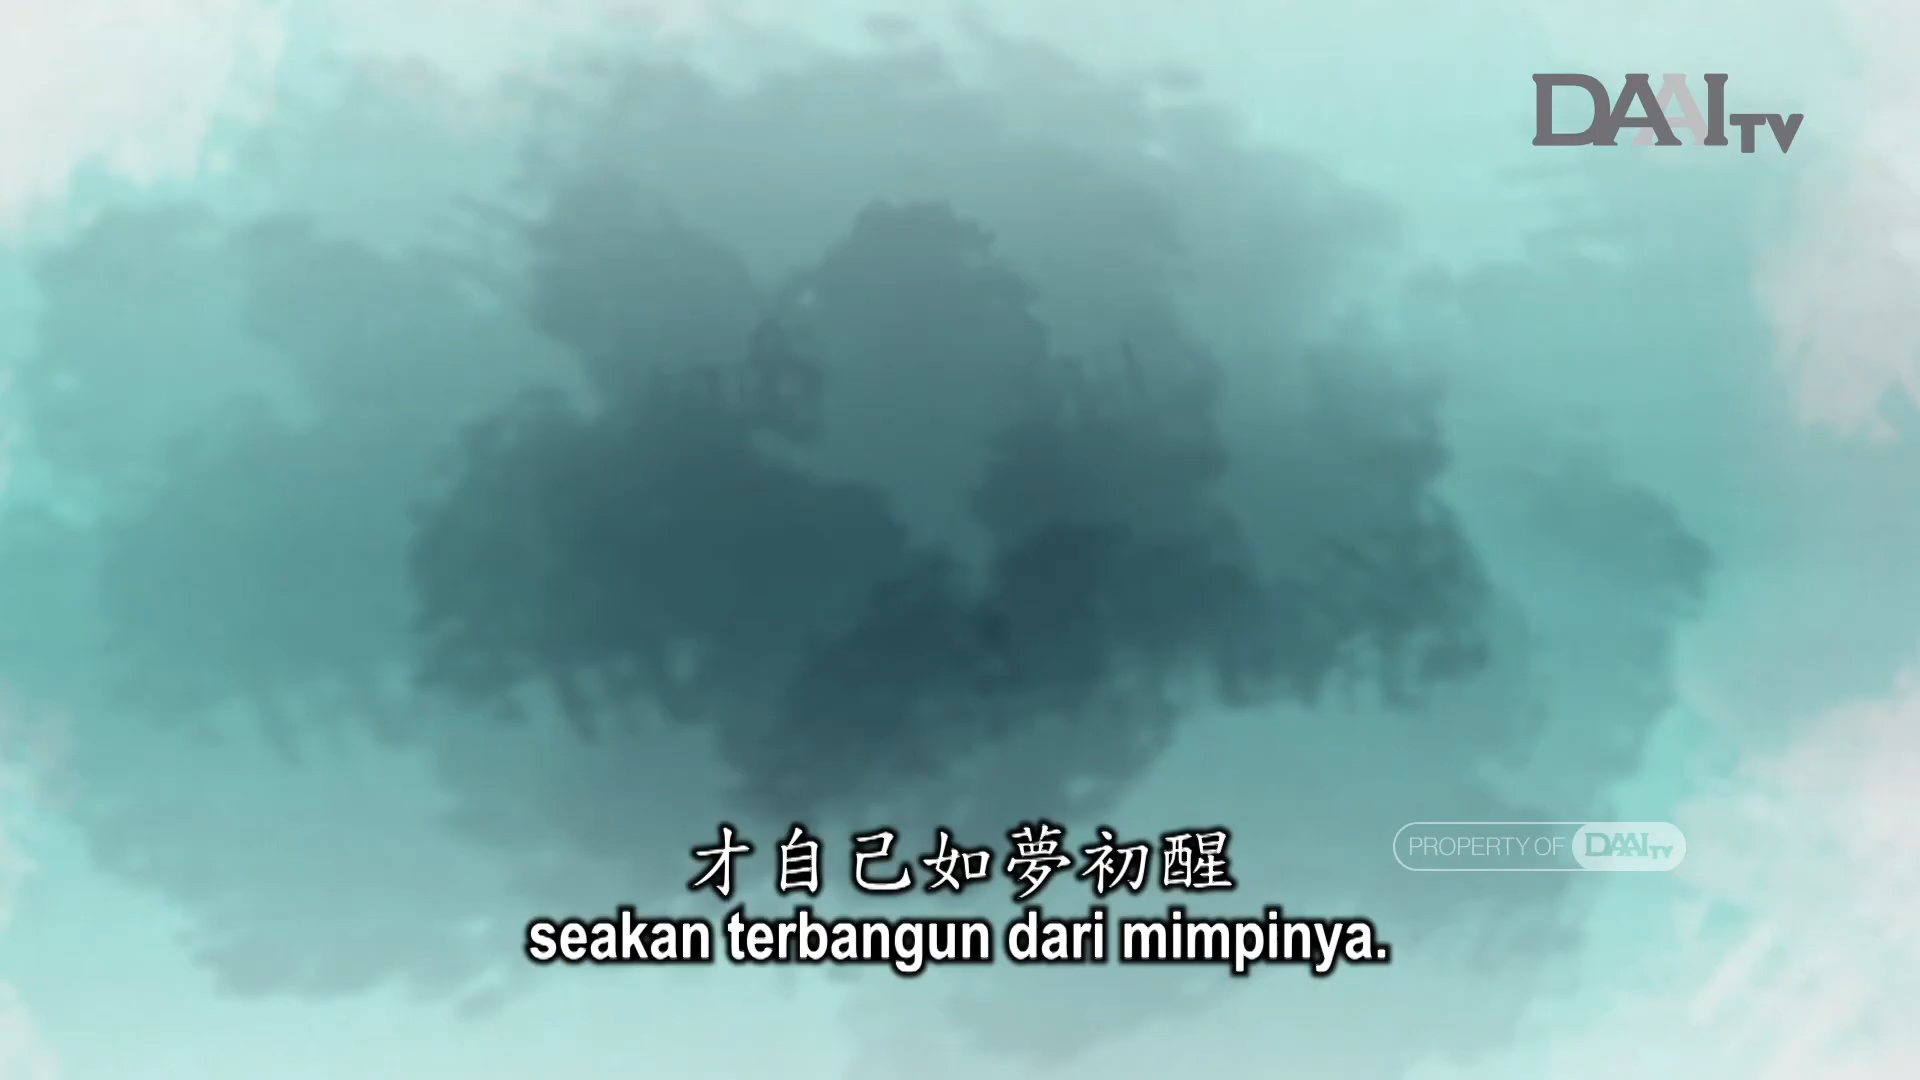 DAAI TV
才自己如夢初醒
PROPERTY OF DAAI TV
seakan terbangun dari mimpinya.